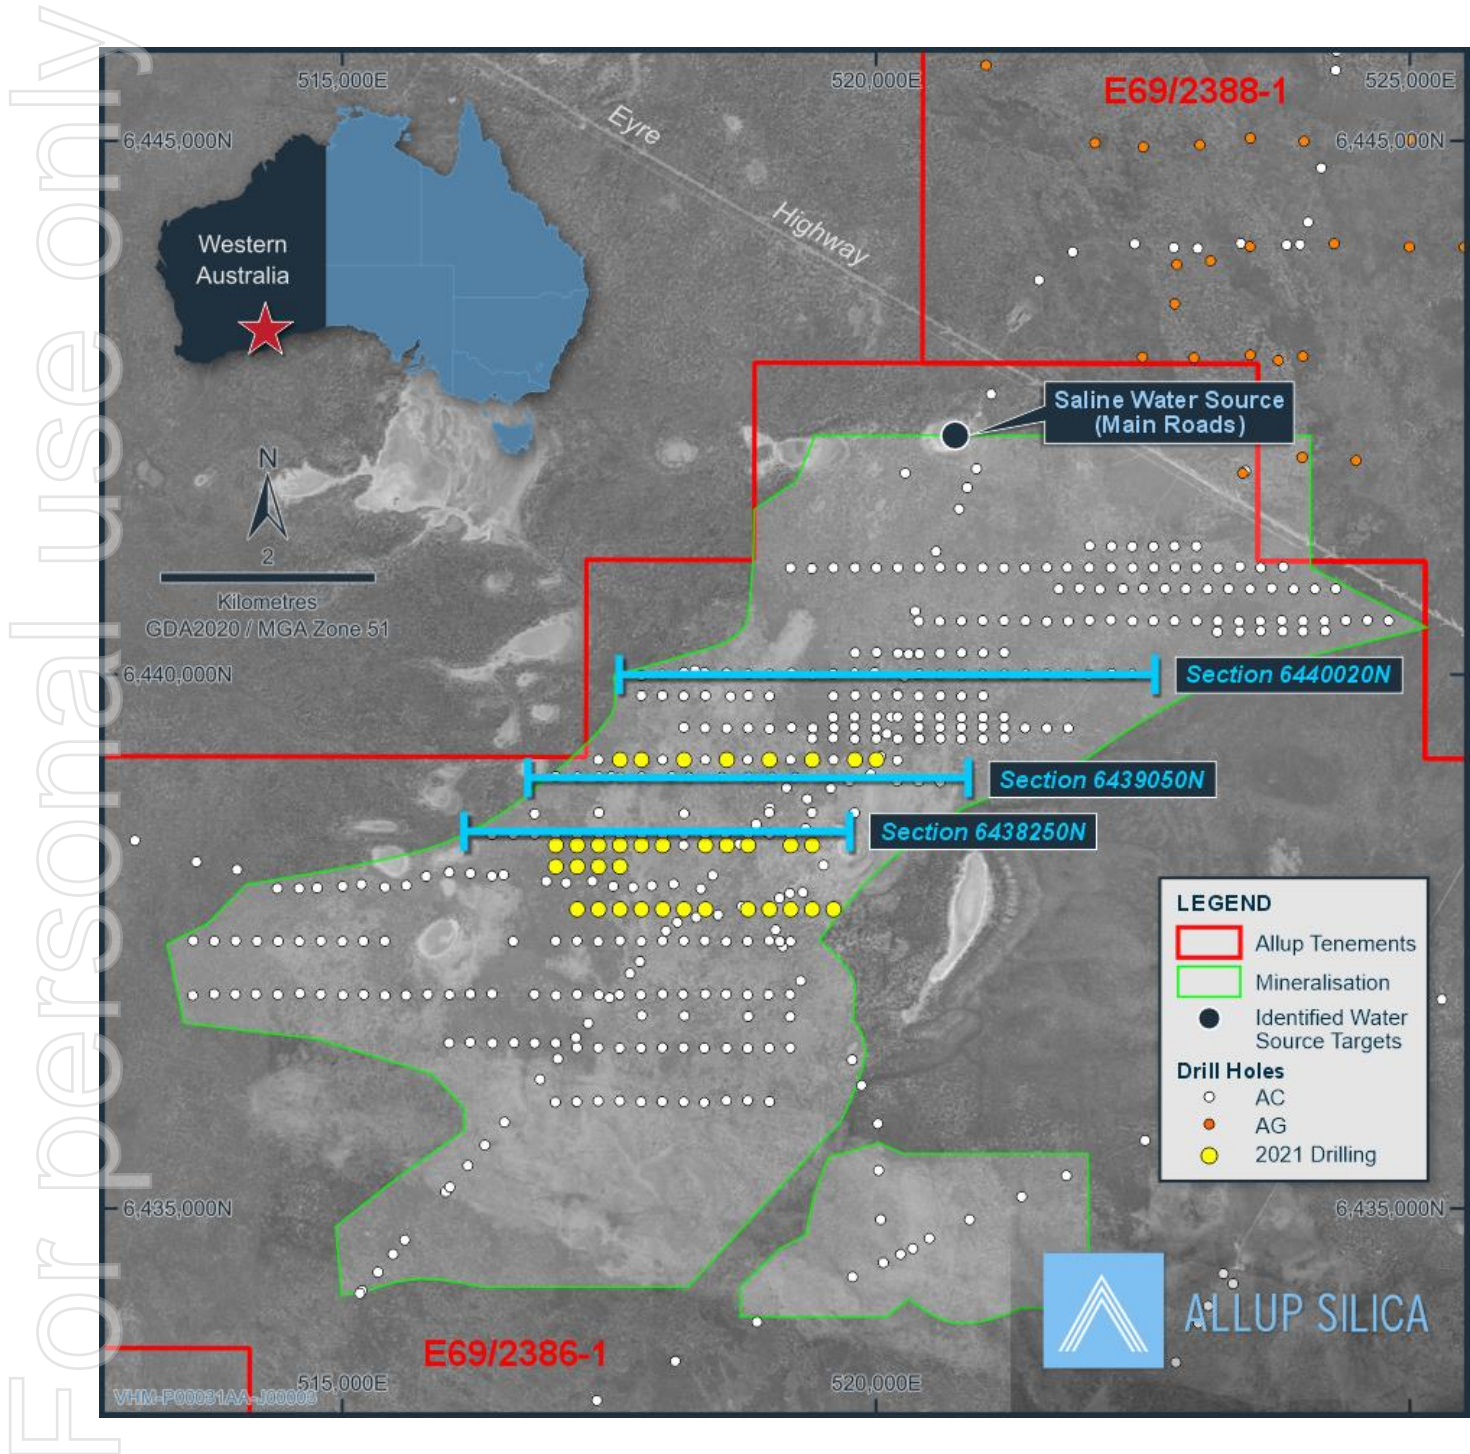 For personal use only
515,000E
520,000E
525,000E
E69/2388-1
6,445,000N
6,445,000N
Eyre
Highway
Western
Australia
Saline Water Source
(Main Roads)
N
2
Kilometres
GDA2020 / MGA Zone 51
6,440,000N
Section 6440020N
Section 6439050N
Section 6438250N
LEGEND
Allup Tenements
Mineralisation
Identified Water
Source Targets
Drill Holes
AC
AG
2021 Drilling
6,435,000N
6,435,000N
ALLUP SILICA
E69/2386-1
515,000E
520,000E
VHM-P00031AA-J00003